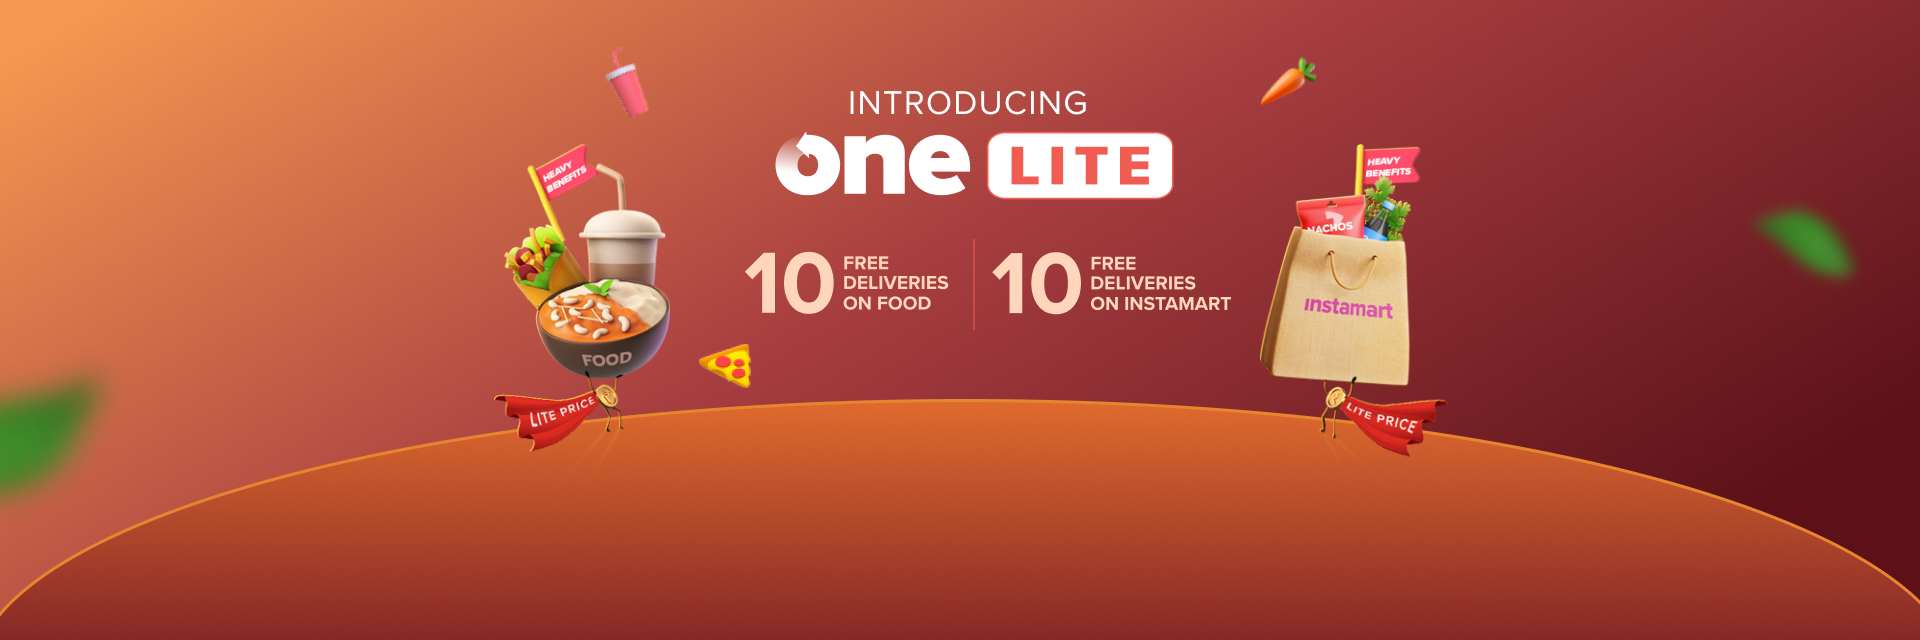 INTRODUCING
one LITE
10 FREE
DELIVERIES
ON FOOD
10 FREE
DELIVERIES
ON INSTAMART
HEAVY
BENEFITS
FOOD
LITE PRICE
HEAVY
BENEFITS
NACHOS
instamart
LITE PRICE